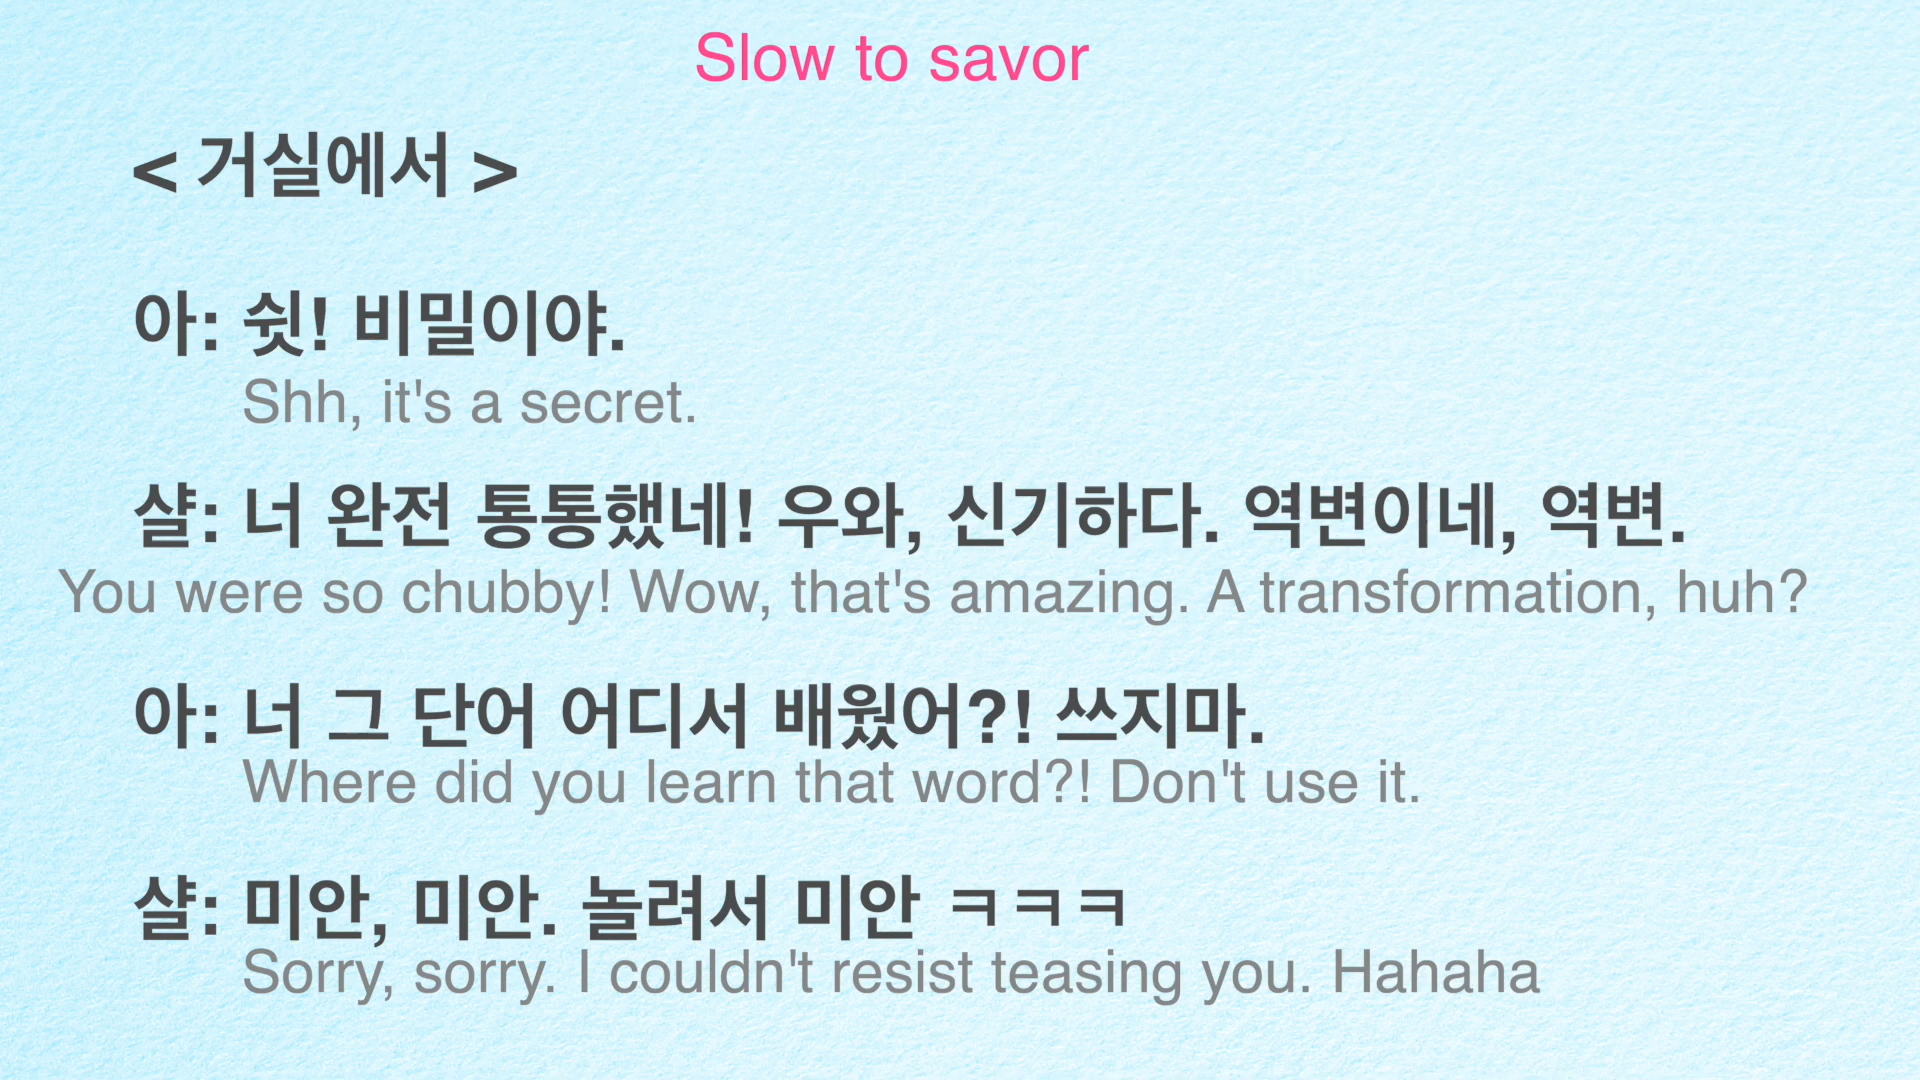 Slow to savor
< 거실에서 >
아: 쉿! 비밀이야.
Shh, it's a secret.
샬: 너 완전 통통했네! 우와, 신기하다. 역변이네, 역변.
You were so chubby! Wow, that's amazing. A transformation, huh?
아: 너 그 단어 어디서 배웠어?! 쓰지마.
Where did you learn that word?! Don't use it.
샬: 미안, 미안. 놀려서 미안 ㅋㅋㅋ
Sorry, sorry. I couldn't resist teasing you. Hahaha